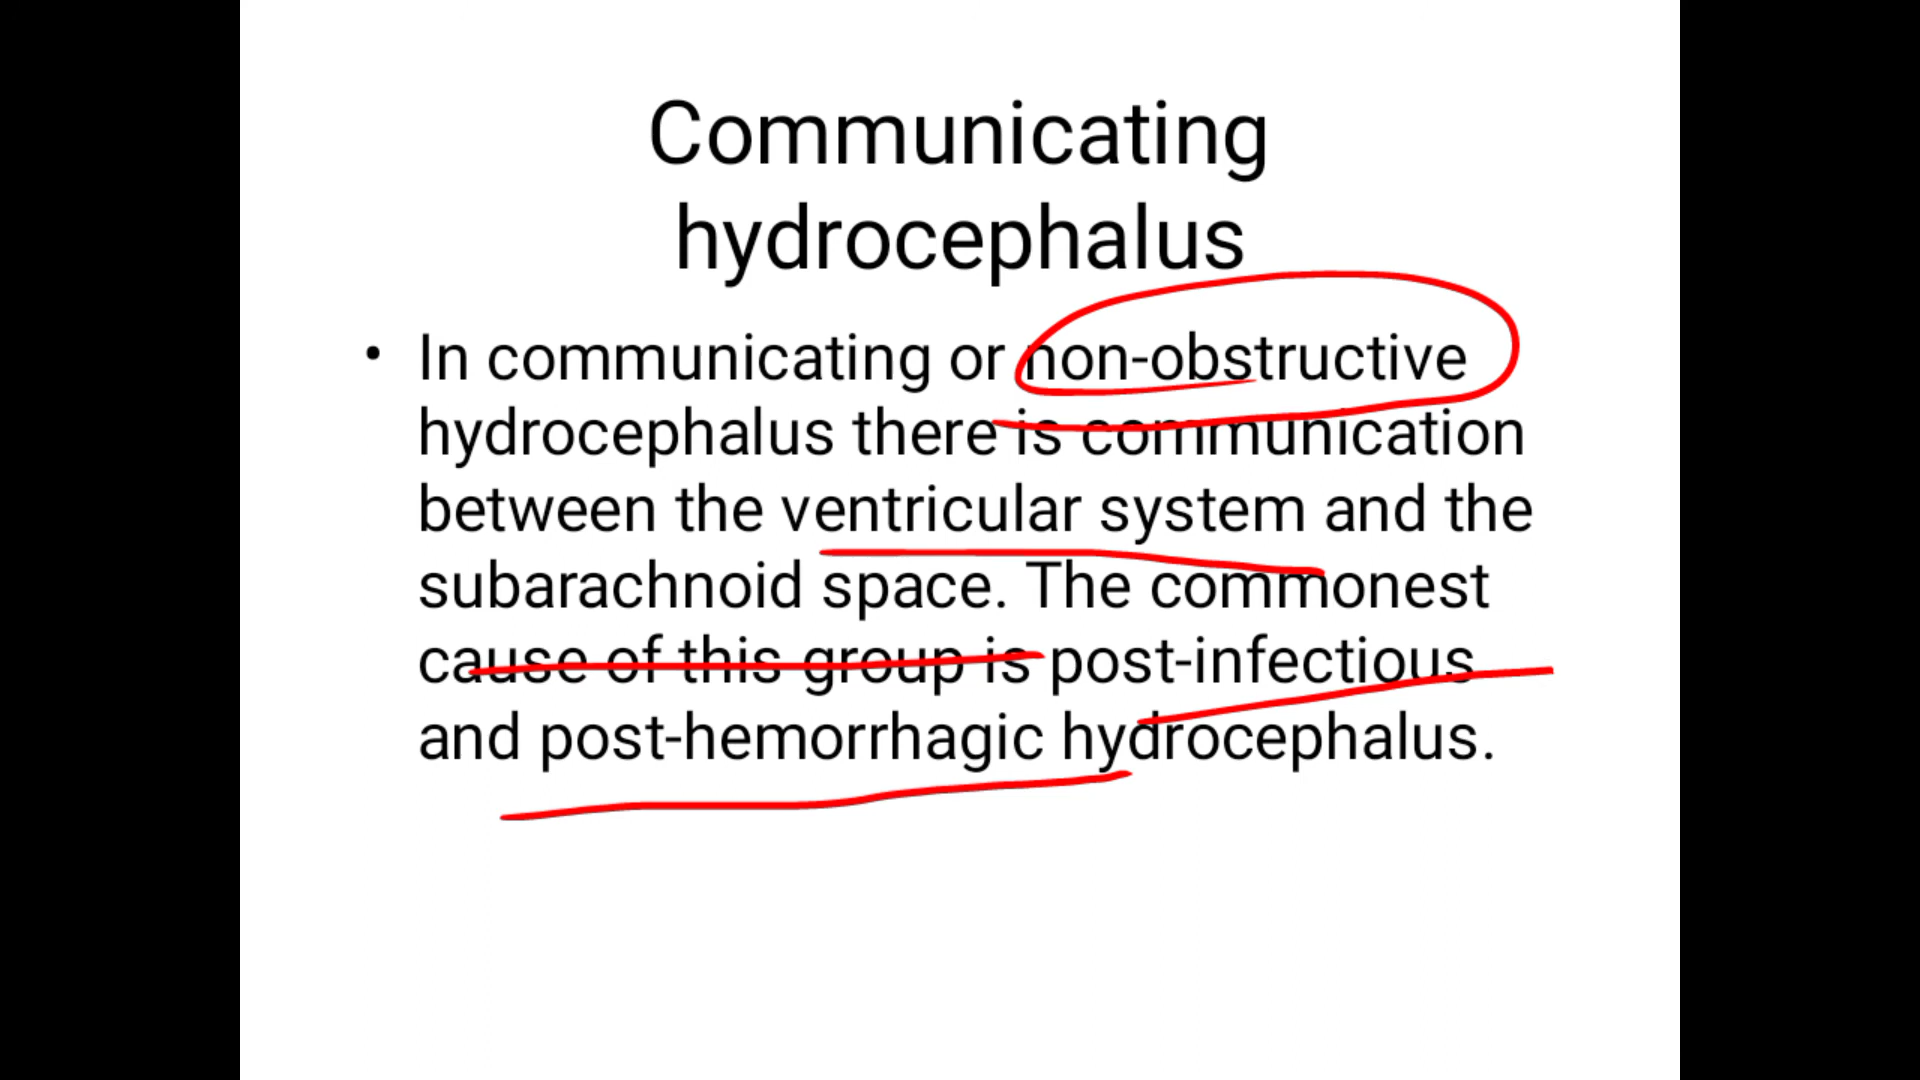 Communicating
hydrocephalus
• In communicating or non-obstructive
hydrocephalus there is communication
between the ventricular system and the
subarachnoid space. The commonest
cause of this group is post-infectious
and post-hemorrhagic hydrocephalus.